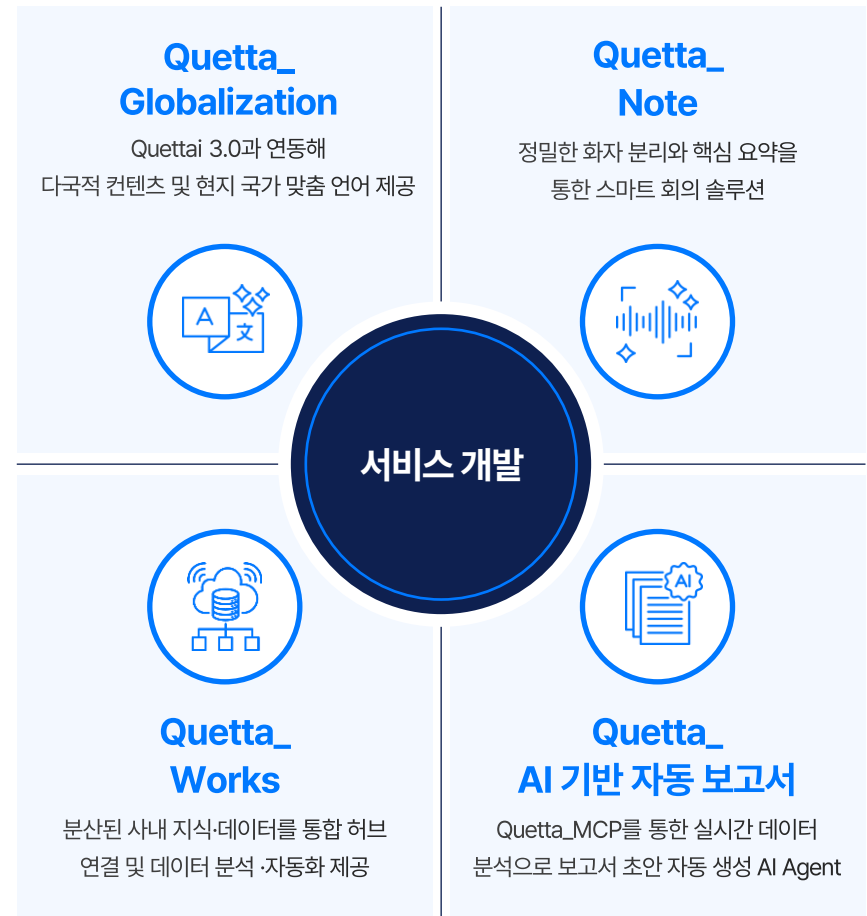 Quetta_
Globalization
Quettai 3.0과 연동해
다국적 컨텐츠 및 현지 국가 맞춤 언어 제공
A
文
Quetta_
Note
정밀한 화자 분리와 핵심 요약을
통한 스마트 회의 솔루션
서비스 개발
Quetta_
Works
분산된 사내 지식·데이터를 통합 허브
연결 및 데이터 분석 ·자동화 제공
AI
Quetta_
AI 기반 자동 보고서
Quetta_MCP를 통한 실시간 데이터
분석으로 보고서 초안 자동 생성 AI Agent